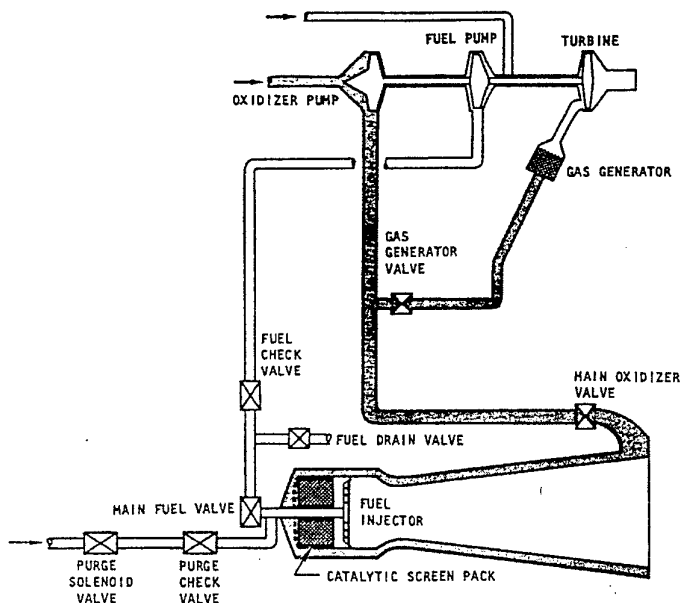 FUEL PUMP
TURBINE
OXIDIZER PUMP
GAS GENERATOR
GAS
GENERATOR
VALVE
FUEL
CHECK
VALVE
MAIN OXIDIZER
VALVE
FUEL DRAIN VALVE
MAIN FUEL VALVE
FUEL
INJECTOR
CATALYTIC SCREEN PACK
PURGE
SOLENOID
VALVE
PURGE
CHECK
VALVE